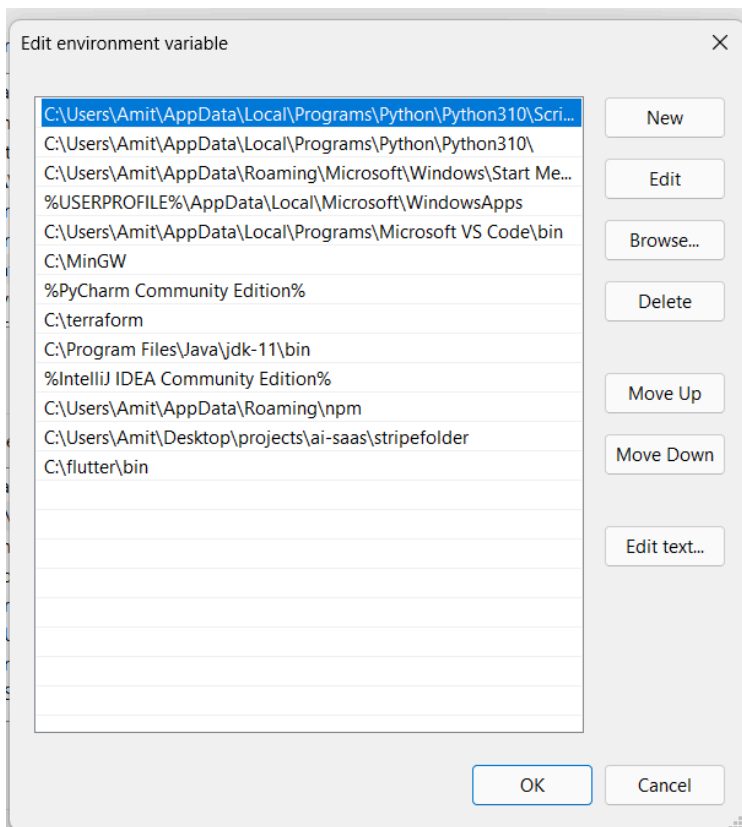 Edit environment variable
C:\Users\Amit\AppData\Local\Programs\Python\Python310\Scri...
C:\Users\Amit\AppData\Local\Programs\Python\Python310\
C:\Users\Amit\AppData\Roaming\Microsoft\Windows\Start Me...
%USERPROFILE%\AppData\Local\Microsoft\WindowsApps
C:\Users\Amit\AppData\Local\Programs\Microsoft VS Code\bin
C:\MinGW
%PyCharm Community Edition%
C:\terraform
C:\Program Files\Java\jdk-11\bin
%IntelliJ IDEA Community Edition%
C:\Users\Amit\AppData\Roaming\npm
C:\Users\Amit\Desktop\projects\ai-saas\stripefolder
C:\flutter\bin
New
Edit
Browse...
Delete
Move Up
Move Down
Edit text...
OK
Cancel